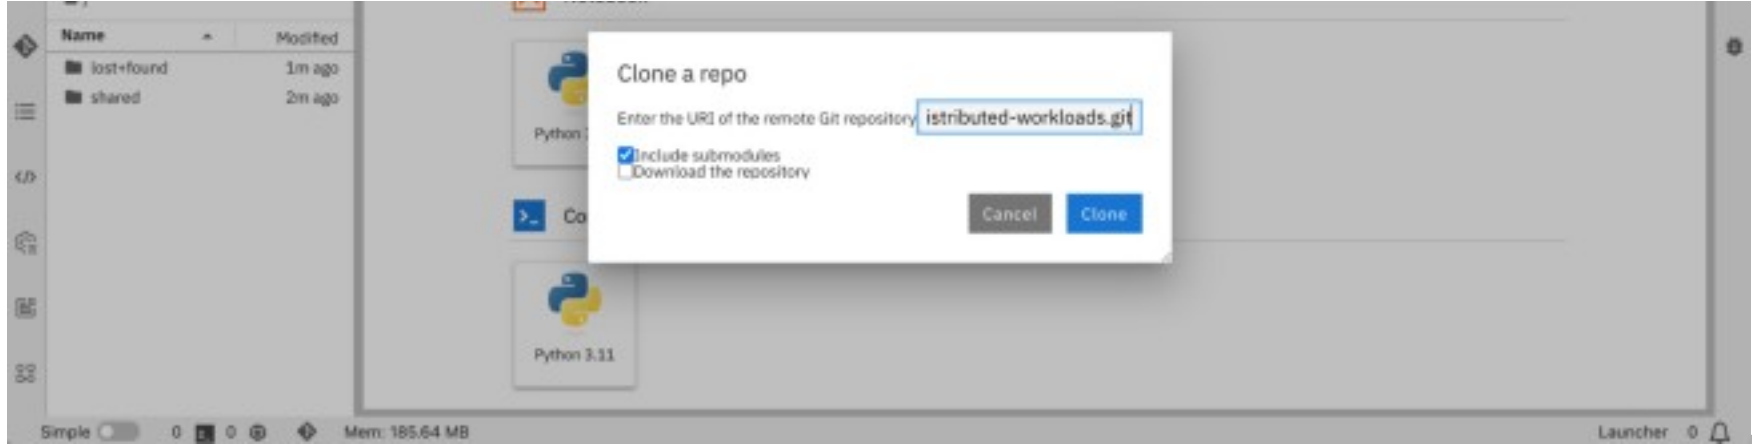 Name Modified
lost+found 1m ago
shared 2m ago
Clone a repo
Enter the URI of the remote Git repository istributed-workloads.git
Include submodules
Download the repository
Cancel Clone
Python
Co
Python 3.11
Simple 0 0 Mem: 185.64 MB Launcher 0